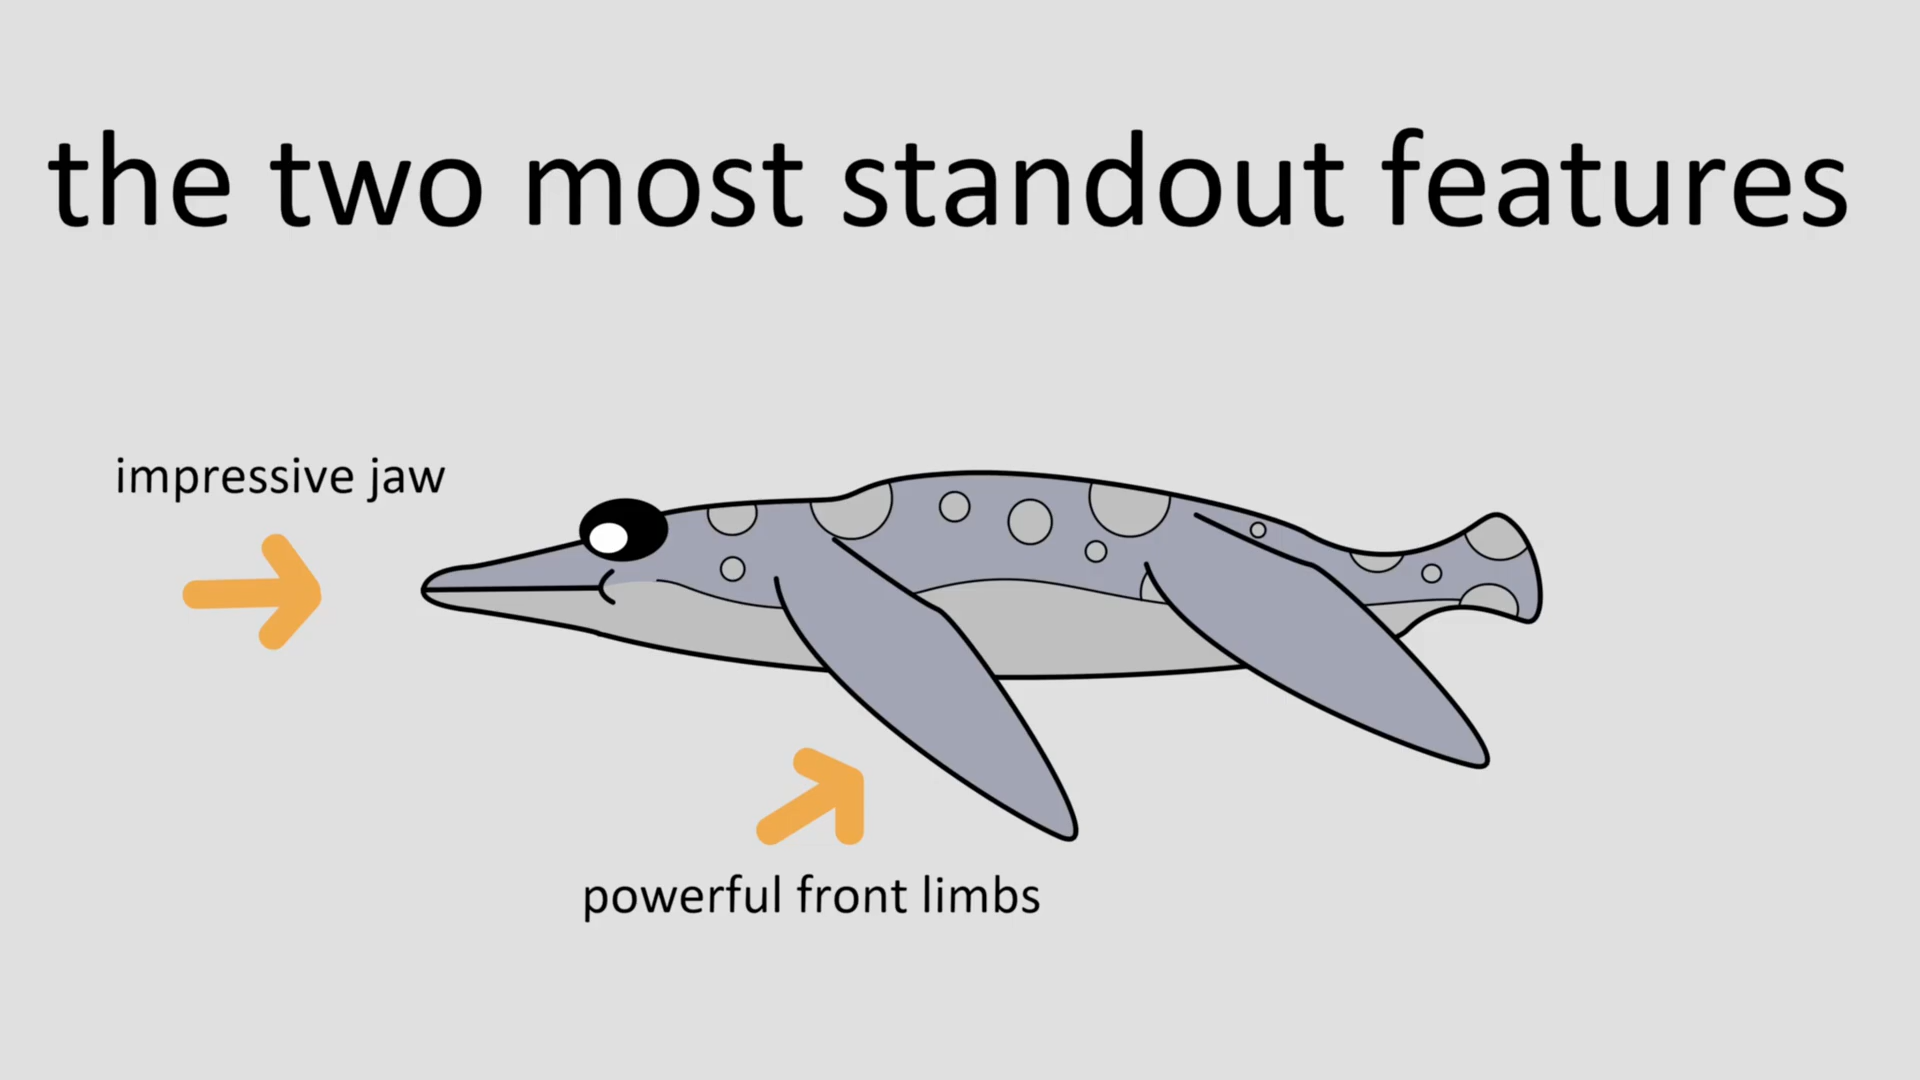 the two most standout features
impressive jaw
powerful front limbs